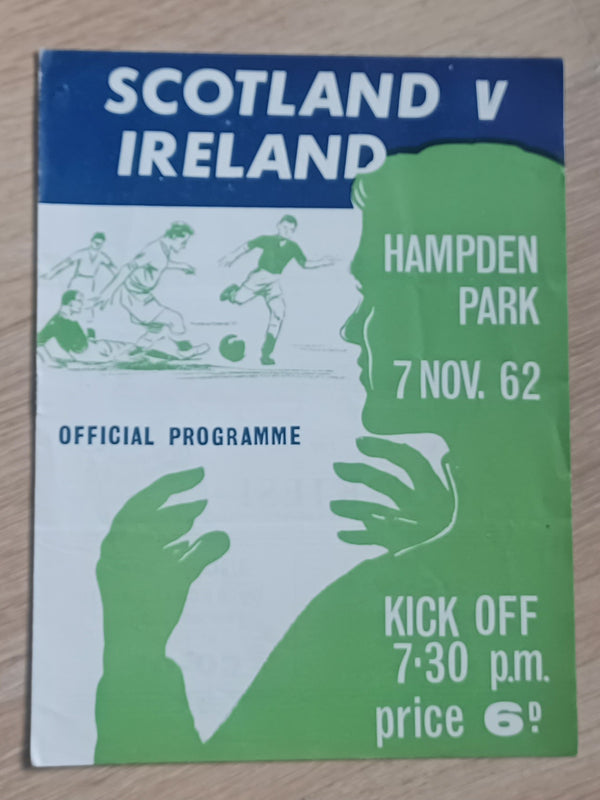 SCOTLAND V
IRELAND
HAMPDEN
PARK
7 NOV. 62
OFFICIAL PROGRAMME
KICK OFF
7·30 p.m.
price 6D.